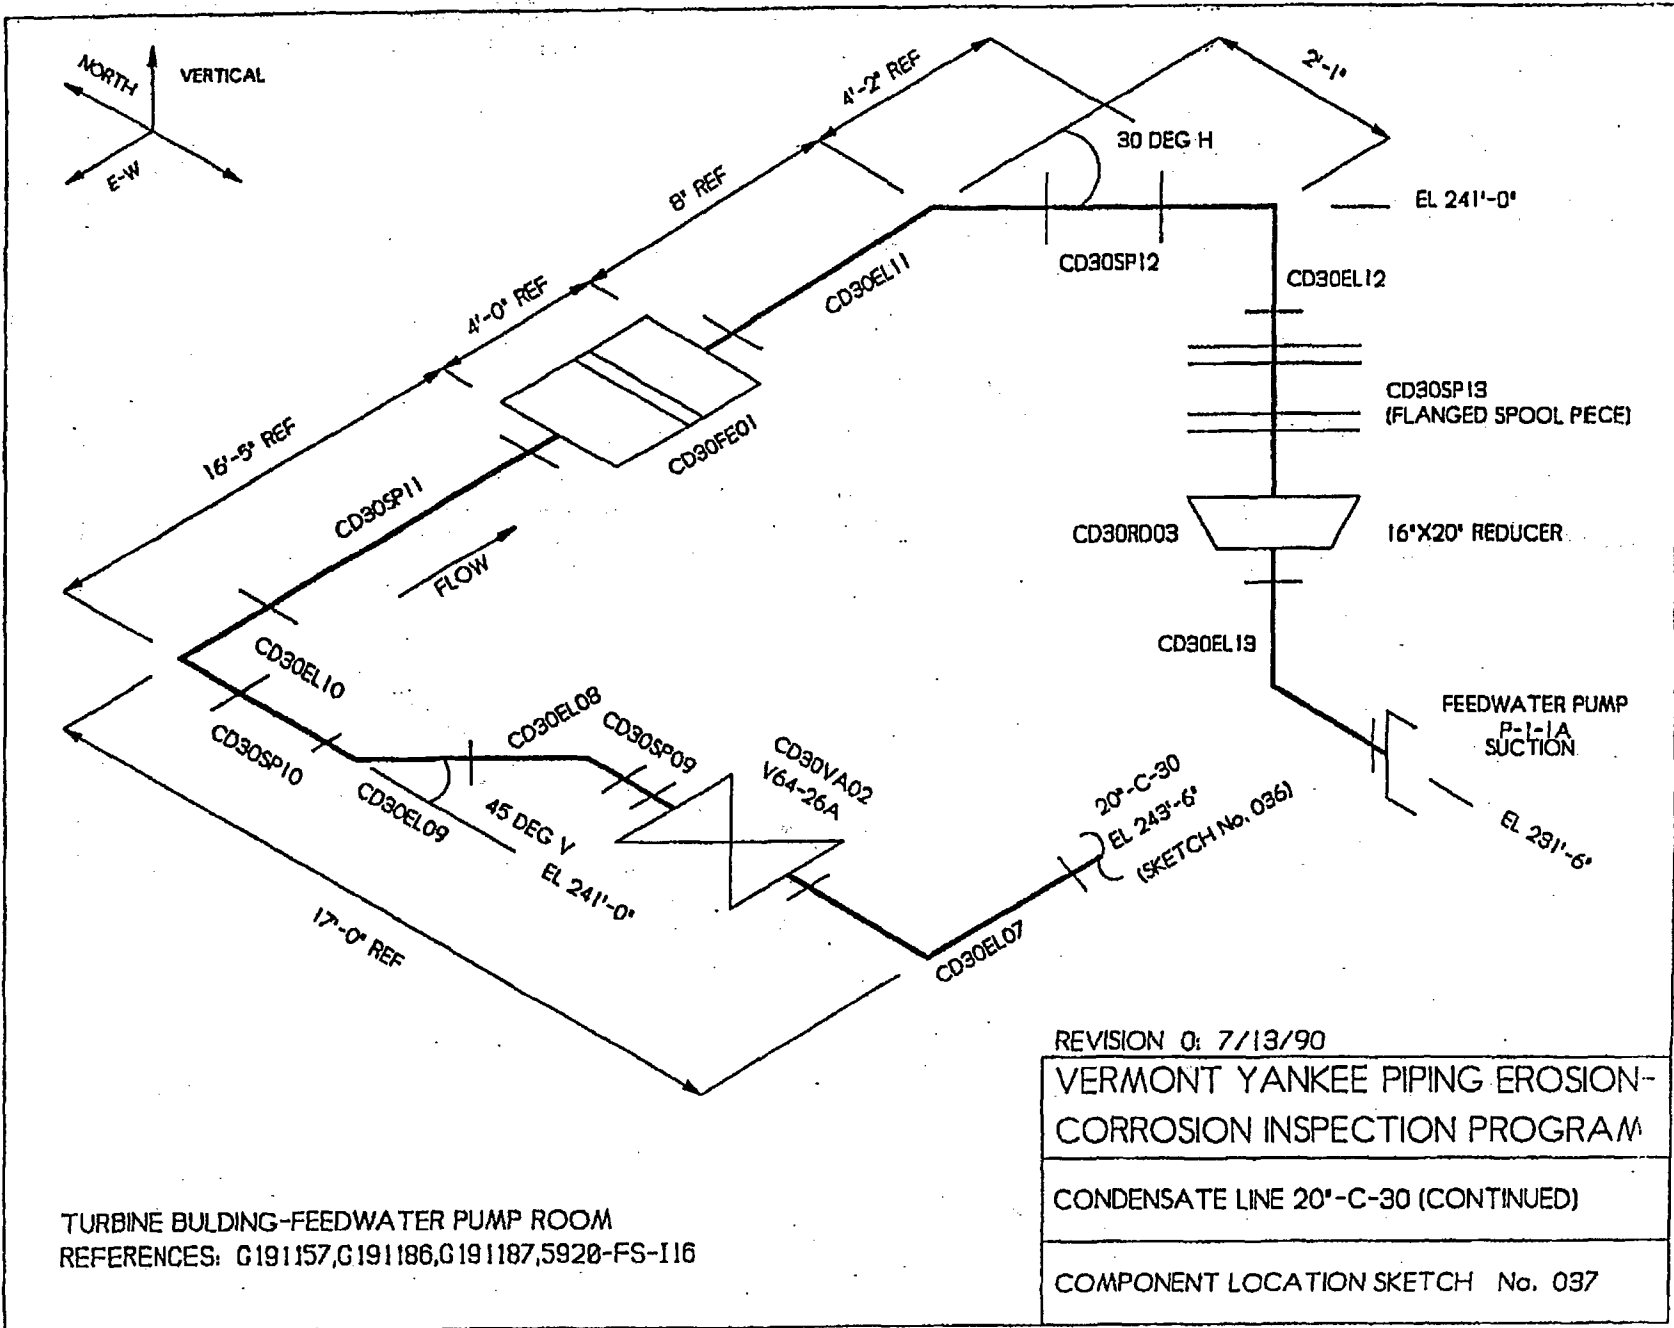 NORTH
VERTICAL
E-W
4'-2" REF
2'-1"
30 DEG H
8" REF
EL 241'-0"
CD30SP12
CD30EL11
CD30EL12
4'-0" REF
CD30SP13
(FLANGED SPOOL PECE)
16'-5" REF
CD30FE01
CD30SP11
CD30RD03
16"X20" REDUCER
FLOW
CD30EL13
CD30EL10
FEEDWATER PUMP
P-1-1A
SUCTION
CD30EL08
CD30SP09
CD30SP10
CD30VA02
V64-26A
CD30EL09
45 DEG V
EL 241'-0"
20"-C-30
EL 243'-6"
(SKETCH No. 036)
EL 231'-6"
17'-0" REF
CD30EL07
REVISION 0: 7/13/90
VERMONT YANKEE PIPING EROSION-
CORROSION INSPECTION PROGRAM
CONDENSATE LINE 20"-C-30 (CONTINUED)
TURBINE BULDING-FEEDWATER PUMP ROOM
REFERENCES: G191157,G191186,G191187,5920-FS-I16
COMPONENT LOCATION SKETCH No. 037